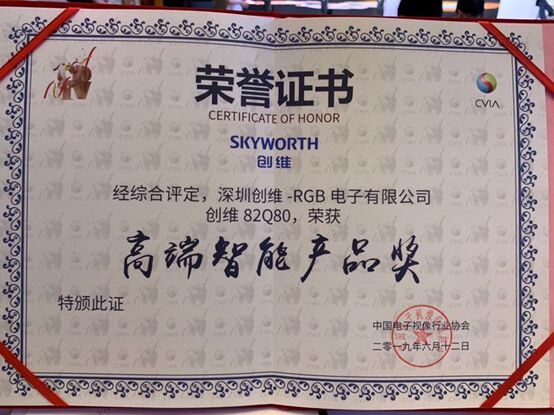 荣誉证书
CERTIFICATE OF HONOR
CVIA
SKYWORTH
创维
经综合评定，深圳创维-RGB 电子有限公司
创维 82Q80，荣获
高端智能产品奖
特颁此证
中国电子视像行业协会
二零一九年六月十二日